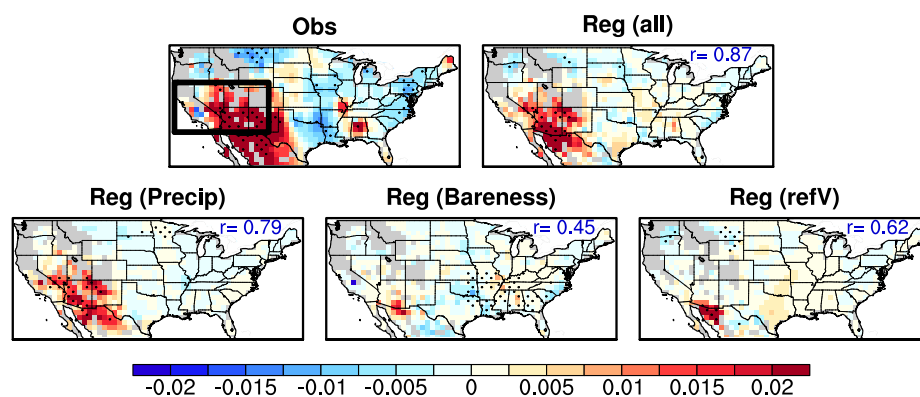 Obs
Reg (all)
r= 0.87
Reg (Precip)
Reg (Bareness)
Reg (refV)
r= 0.79
r= 0.45
r= 0.62
-0.02 -0.015 -0.01 -0.005 0 0.005 0.01 0.015 0.02